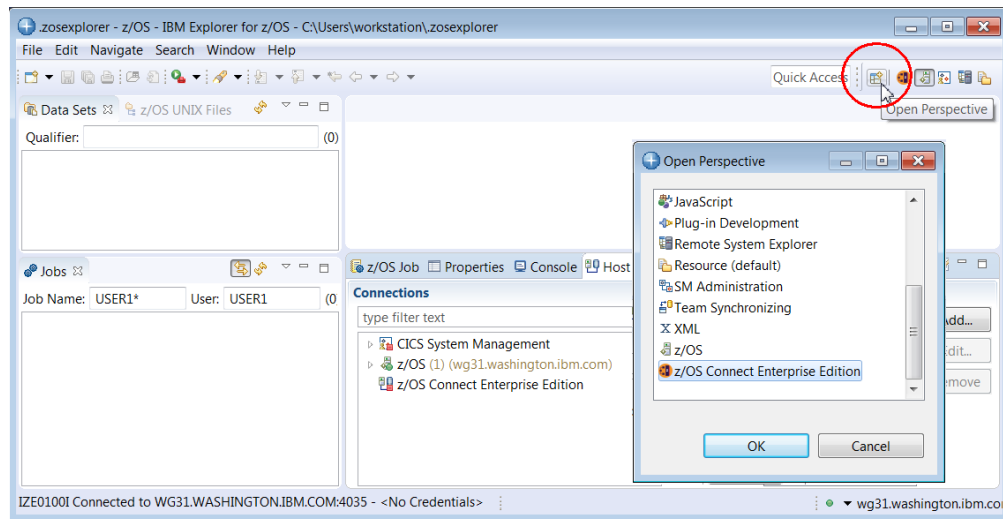 .zosexplorer - z/OS - IBM Explorer for z/OS - C:\Users\workstation\.zosexplorer
File Edit Navigate Search Window Help
Quick Access
Open Perspective
Data Sets z/OS UNIX Files
Qualifier: (0)
Jobs
Job Name: USER1* User: USER1 (0
z/OS Job Properties Console Host
Connections
type filter text
CICS System Management
z/OS (1) (wg31.washington.ibm.com)
z/OS Connect Enterprise Edition
Add...
Edit...
emove
Open Perspective
JavaScript
Plug-in Development
Remote System Explorer
Resource (default)
SM Administration
Team Synchronizing
XML
z/OS
z/OS Connect Enterprise Edition
OK Cancel
IZE0100I Connected to WG31.WASHINGTON.IBM.COM:4035 - <No Credentials>
wg31.washington.ibm.co